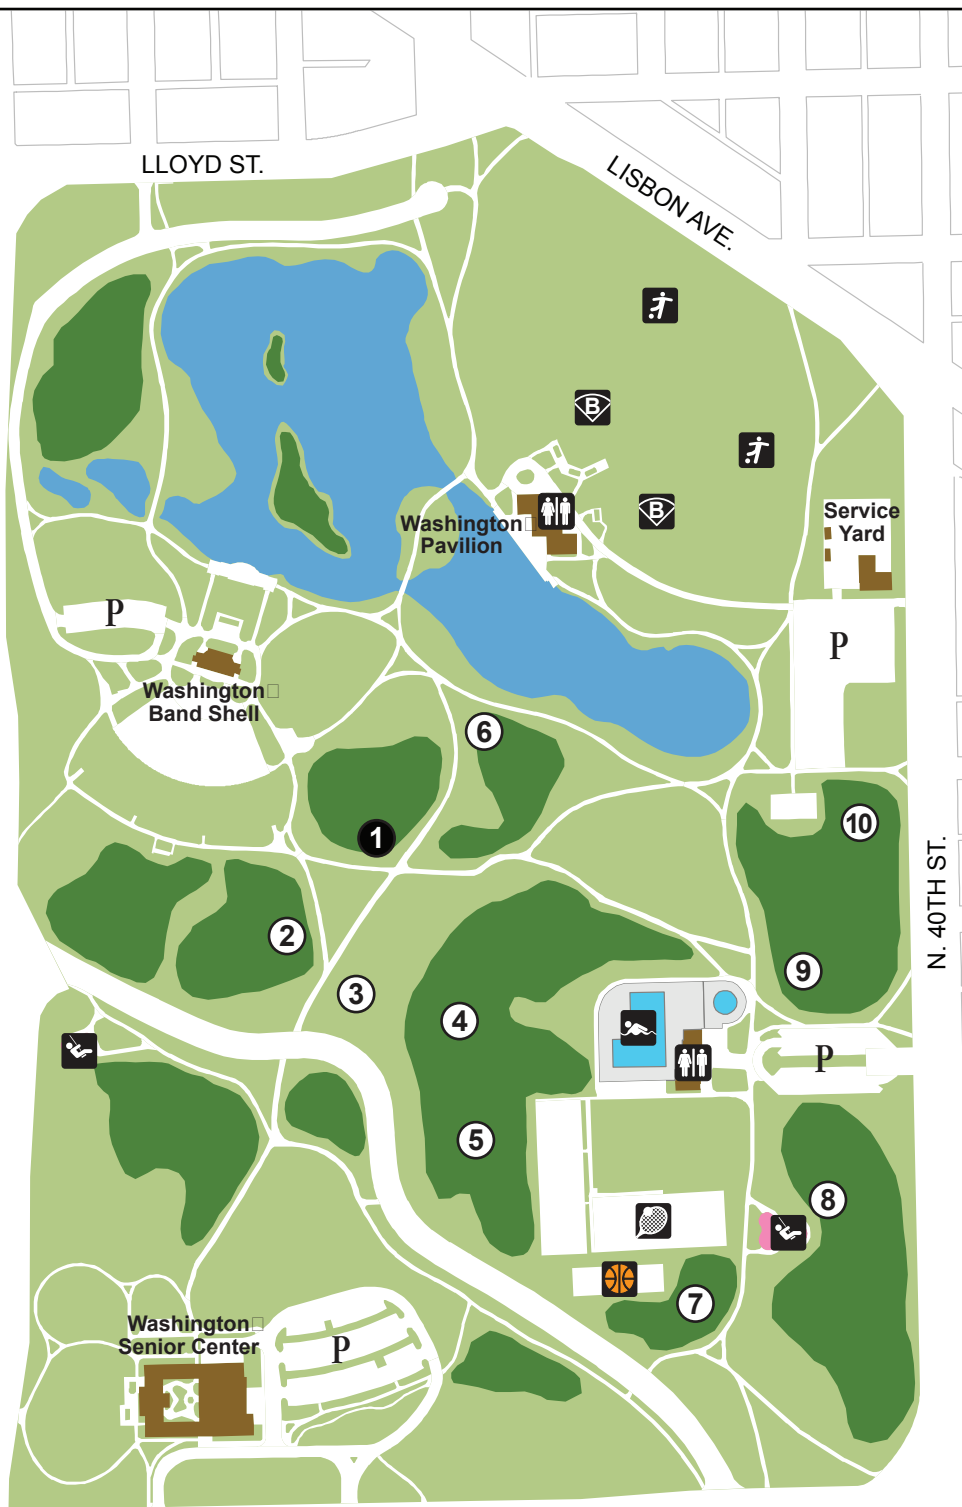 LLOYD ST.
LISBON AVE.
B
B
Service
Yard
Washington
Pavilion
P
P
Washington
Band Shell
6
1
10
N. 40TH ST.
2
9
3
4
P
5
8
7
Washington
Senior Center
P